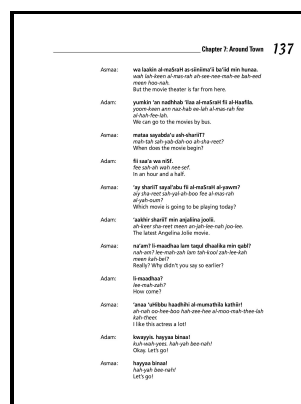 Chapter 7: Around Town 137
Asmaa: wa laakin al-maSraH as-siiniima'ii ba'iid min hunaa.
wah lah-keen al-mas-rah ah-see-nee-mah-ee bah-eed
meen hoo-nah.
But the movie theater is far from here.
Adam: yumkin 'an nadhhab 'ilaa al-maSraH fii al-Haafila.
yoom-keen ann naz-hab ee-lah al-mas-rah fee
al-hah-fee-lah.
We can go to the movies by bus.
Asmaa: mataa sayabda'u ash-shariiT?
mah-tah sah-yab-dah-oo ah-sha-reet?
When does the movie begin?
Adam: fii saa'a wa niSf.
fee sah-ah wah nee-sef.
In an hour and a half.
Asmaa: 'ay shariiT sayal'abu fii al-maSraH al-yawm?
ay sha-reet sah-yal-ah-boo fee al-mas-rah
al-yah-oum?
Which movie is going to be playing today?
Adam: 'aakhir shariiT min anjaliina joolii.
ah-keer sha-reet meen an-jah-lee-nah joo-lee.
The latest Angelina Jolie movie.
Asmaa: na'am? li-maadhaa lam taqul dhaalika min qabl?
nah-am? lee-mah-zah lam tah-kool zah-lee-kah
meen kah-bel?
Really? Why didn't you say so earlier?
Adam: li-maadhaa?
lee-mah-zah?
How come?
Asmaa: 'anaa 'uHibbu haadhihi al-mumathila kathiir!
ah-nah oo-hee-boo hah-zee-hee al-moo-mah-thee-lah
kah-theer.
I like this actress a lot!
Adam: kwayyis. hayyaa binaa!
kuh-wah-yees. hah-yah bee-nah!
Okay. Let's go!
Asmaa: hayyaa binaa!
hah-yah bee-nah!
Let's go!